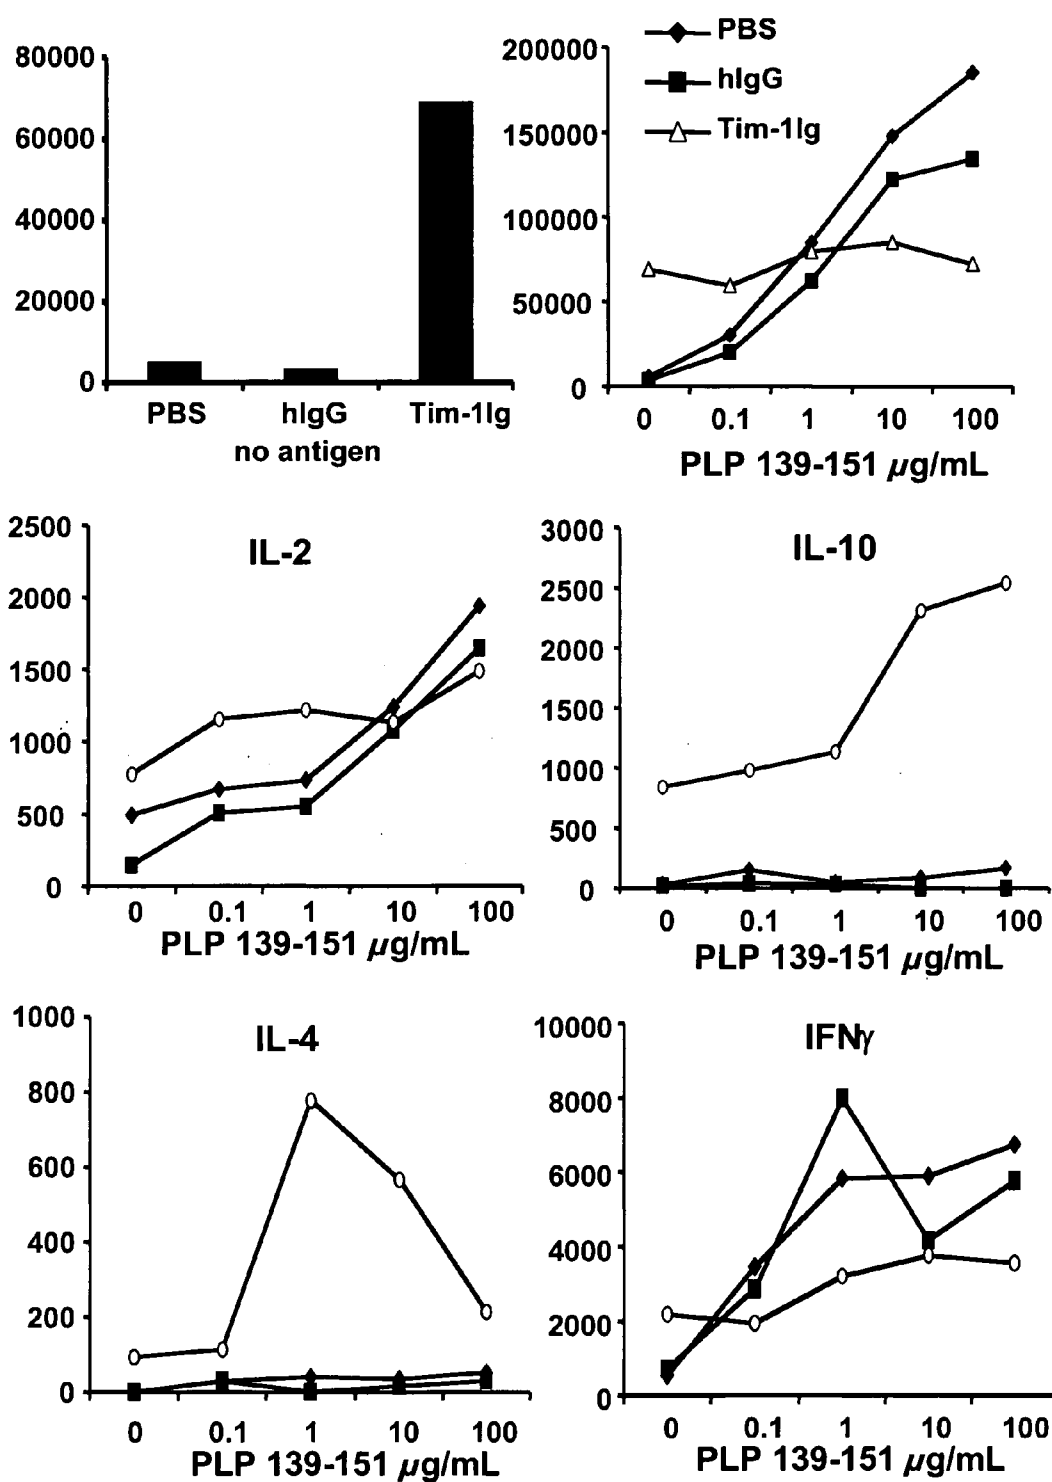 80000
60000
40000
20000
0
PBS hIgG Tim-1Ig
no antigen
PBS
hIgG
Tim-1Ig
200000
150000
100000
50000
0
0 0.1 1 10 100
PLP 139-151 µg/mL
IL-2
2500
2000
1500
1000
500
0
0 0.1 1 10 100
PLP 139-151 µg/mL
IL-10
3000
2500
2000
1500
1000
500
0
0 0.1 1 10 100
PLP 139-151 µg/mL
IL-4
1000
800
600
400
200
0
0 0.1 1 10 100
PLP 139-151 µg/mL
IFNγ
10000
8000
6000
4000
2000
0
0 0.1 1 10 100
PLP 139-151 µg/mL